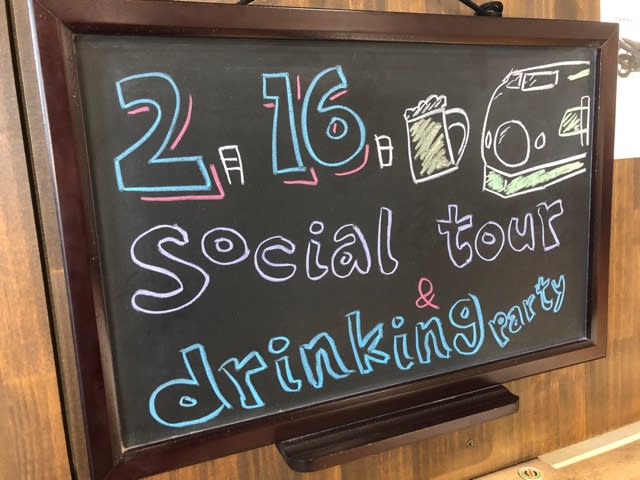 2月16日
social tour
&
drinking party